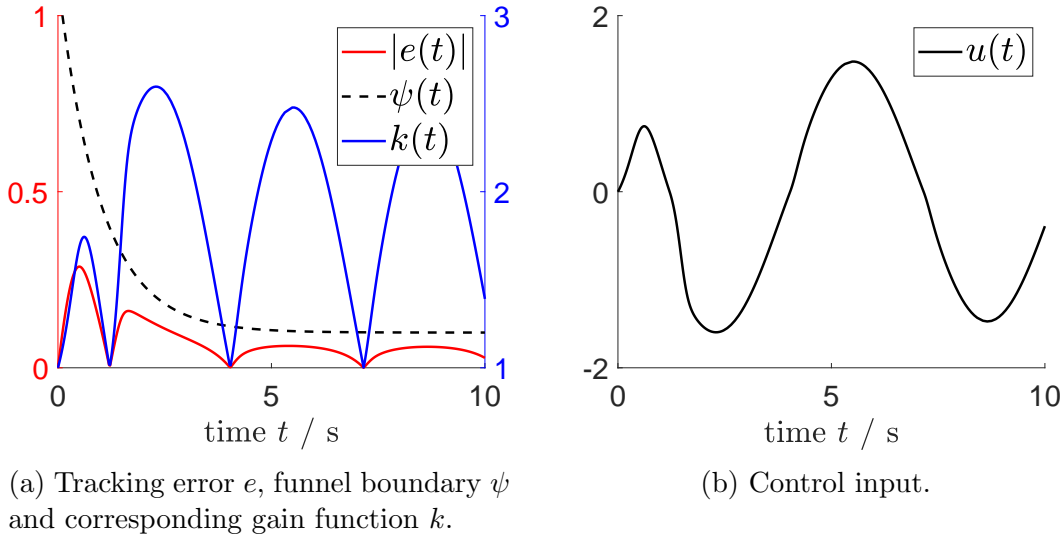 1
0.5
0
3
2
1
|e(t)|
ψ(t)
k(t)
0
5
10
time t / s
2
0
-2
u(t)
0
5
10
time t / s
(a) Tracking error e, funnel boundary ψ
and corresponding gain function k.
(b) Control input.